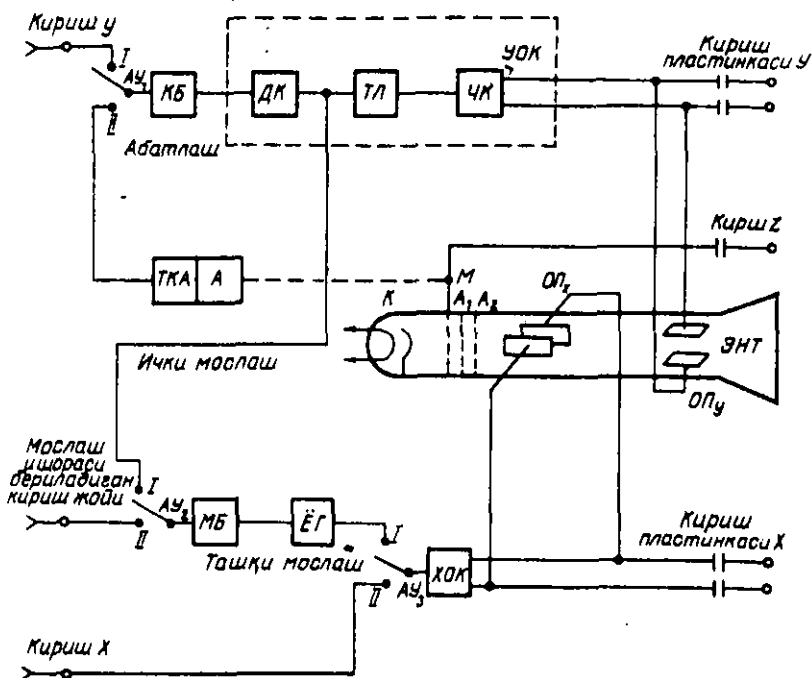 Кириш У
I
АУ₁
II
КБ
ДК
ТЛ
ЧК
УОК
Кириш
пластинкаси У
Абатлаш
ТКА
А
Кириш Z
М
К
А₁
А₂
ОПх
ЭНТ
ОПу
Ички мослаш
Мослаш
ишораси
бериладиган
кириш жойи
I
АУ₂
II
МБ
ЁГ
I
Ташқи мослаш
АУ₃
II
ХОК
Кириш
пластинкаси Х
Кириш Х